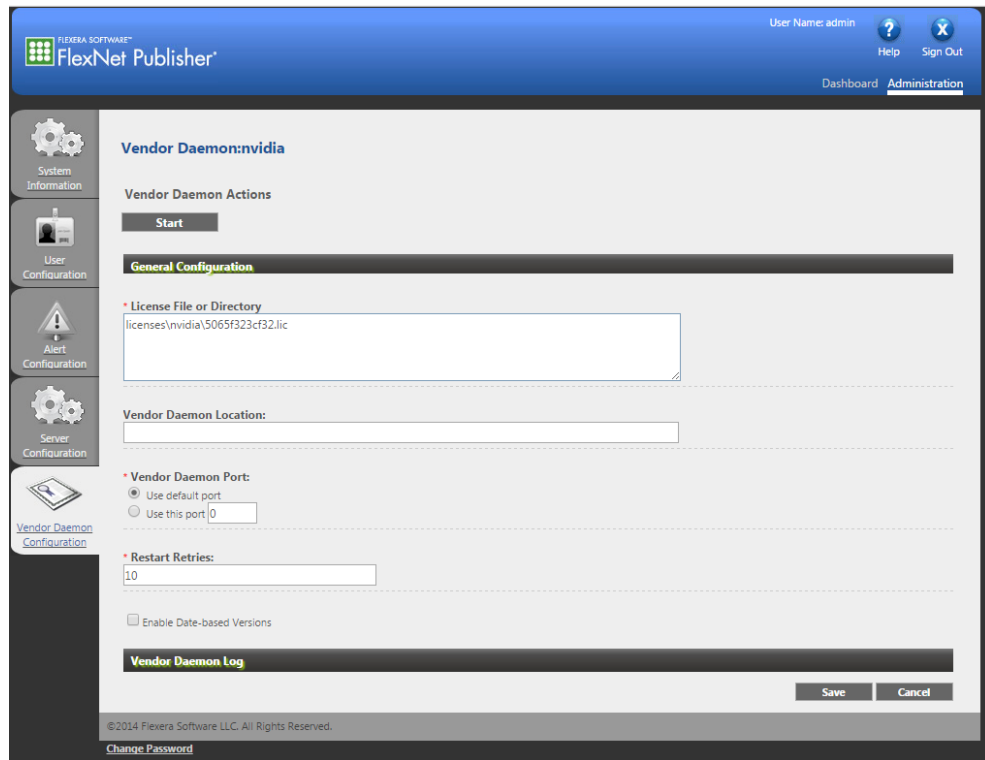 User Name: admin
FLEXERA SOFTWARE™
FlexNet Publisher®
Help
Sign Out
Dashboard
Administration
System
Information
User
Configuration
Alert
Configuration
Server
Configuration
Vendor Daemon
Configuration
Vendor Daemon:nvidia
Vendor Daemon Actions
Start
General Configuration
* License File or Directory
licenses\nvidia\5065f323cf32.lic
Vendor Daemon Location:
* Vendor Daemon Port:
Use default port
Use this port 0
* Restart Retries:
10
Enable Date-based Versions
Vendor Daemon Log
Save
Cancel
©2014 Flexera Software LLC. All Rights Reserved.
Change Password